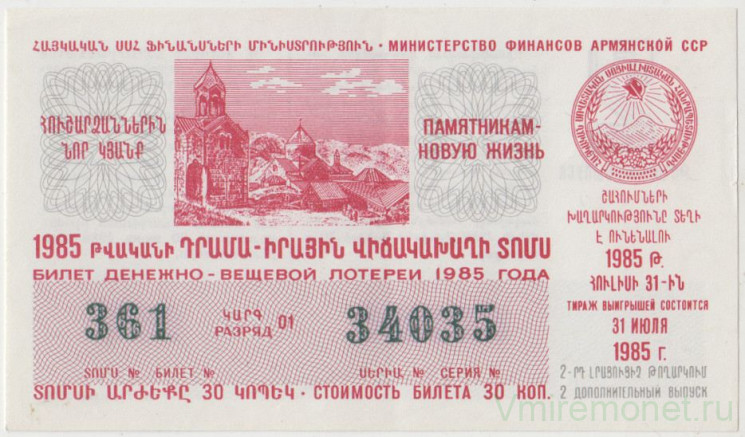 ՀԱՅԿԱԿԱՆ ՍՍՀ ՖԻՆԱՆՍՆԵՐԻ ՄԻՆԻՍՏՐՈՒԹՅՈՒՆ · МИНИСТЕРСТВО ФИНАНСОВ АРМЯНСКОЙ ССР
ՀՈՒՇԱՐՁԱՆՆԵՐԻՆ
ՆՈՐ ԿՅԱՆՔ
ПАМЯТНИКАМ-
НОВУЮ ЖИЗНЬ
1985 ԹՎԱԿԱՆԻ ԴՐԱՄԱ-ԻՐԱՅԻՆ ՎԻՃԱԿԱԽԱՂԻ ՏՈՄՍ
БИЛЕТ ДЕНЕЖНО-ВЕЩЕВОЙ ЛОТЕРЕИ 1985 ГОДА
361 ԿԱՐԳ РАЗРЯД 01 34035
ՏՈՄՍ № БИЛЕТ № ՍԵՐԻԱ № СЕРИЯ №
ՏՈՄՍԻ ԱՐԺԵՔԸ 30 ԿՈՊԵԿ · СТОИМОСТЬ БИЛЕТА 30 КОП.
ՇԱՀՈՒՄՆԵՐԻ
ԽԱՂԱՐԿՈՒԹՅՈՒՆԸ ՏԵՂԻ
Է ՈՒՆԵՆԱԼՈՒ
1985 Թ.
ՀՈՒԼԻՍԻ 31-ԻՆ
ТИРАЖ ВЫИГРЫШЕЙ СОСТОИТСЯ
31 ИЮЛЯ
1985 г.
2-ՐԴ ԼՐԱՑՈՒՑԻՉ ԹՈՂԱՐԿՈՒՄ
2 ДОПОЛНИТЕЛЬНЫЙ ВЫПУСК
Vmiremonet.ru